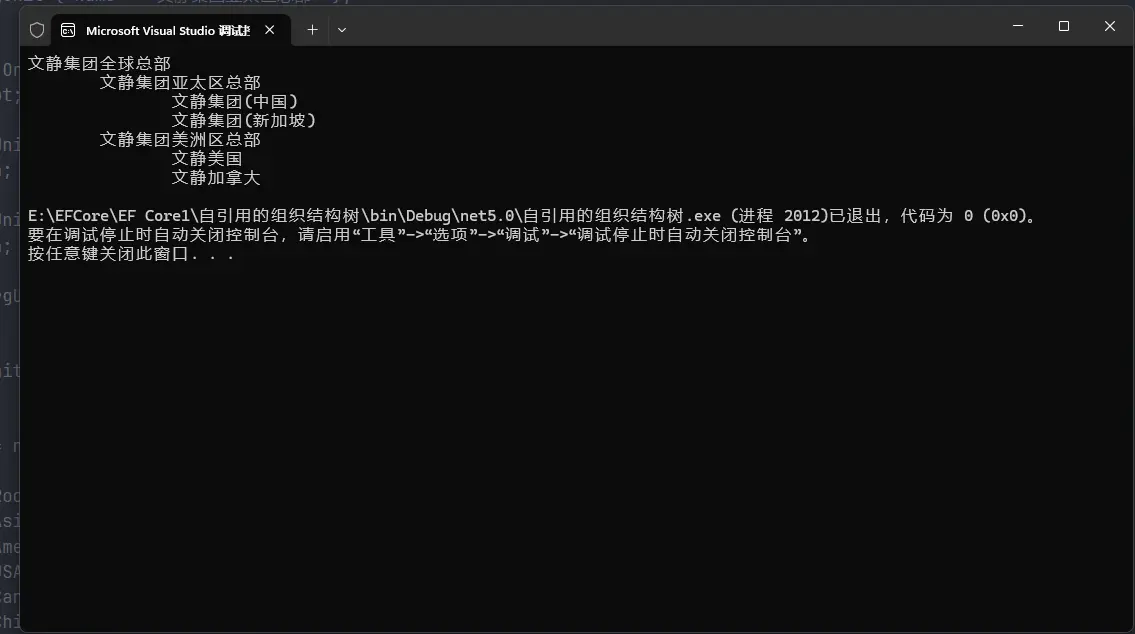 Microsoft Visual Studio 调试
文静集团全球总部
文静集团亚太区总部
文静集团(中国)
文静集团(新加坡)
文静集团美洲区总部
文静美国
文静加拿大
E:\EFCore\EF Core1\自引用的组织结构树\bin\Debug\net5.0\自引用的组织结构树.exe (进程 2012)已退出，代码为 0 (0x0)。
要在调试停止时自动关闭控制台，请启用“工具”->“选项”->“调试”->“调试停止时自动关闭控制台”。
按任意键关闭此窗口. . .